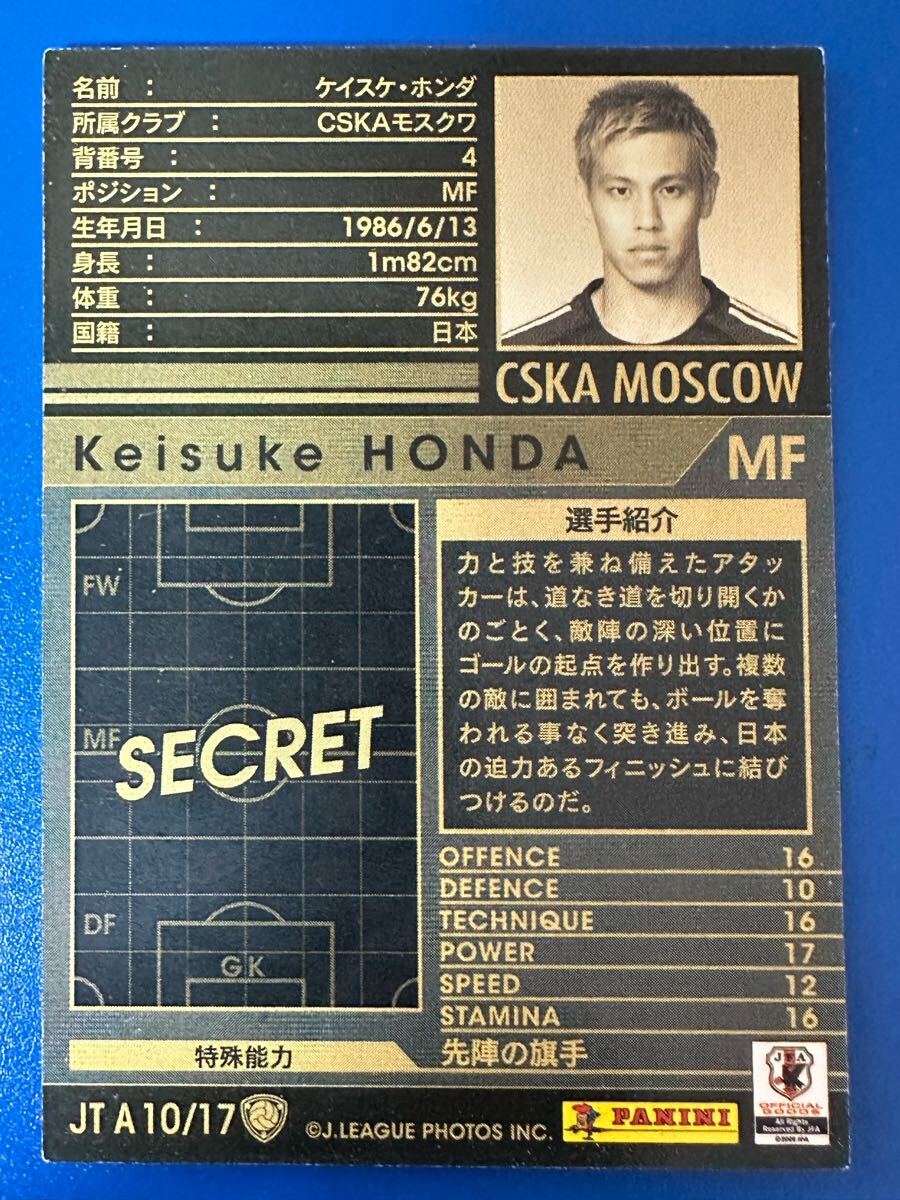 名前 : ケイスケ・ホンダ
所属クラブ : CSKAモスクワ
背番号 : 4
ポジション : MF
生年月日 : 1986/6/13
身長 : 1m82cm
体重 : 76kg
国籍 : 日本
CSKA MOSCOW
Keisuke HONDA MF
FW
MF
SECRET
DF
GK
選手紹介
力と技を兼ね備えたアタッ
カーは、道なき道を切り開くか
のごとく、敵陣の深い位置に
ゴールの起点を作り出す。複数
の敵に囲まれても、ボールを奪
われる事なく突き進み、日本
の迫力あるフィニッシュに結び
つけるのだ。
OFFENCE 16
DEFENCE 10
TECHNIQUE 16
POWER 17
SPEED 12
STAMINA 16
特殊能力 先陣の旗手
JT A10/17 ©J.LEAGUE PHOTOS INC. PANINI
JFA
OFFICIAL
GOODS
All Rights
Reserved By JFA